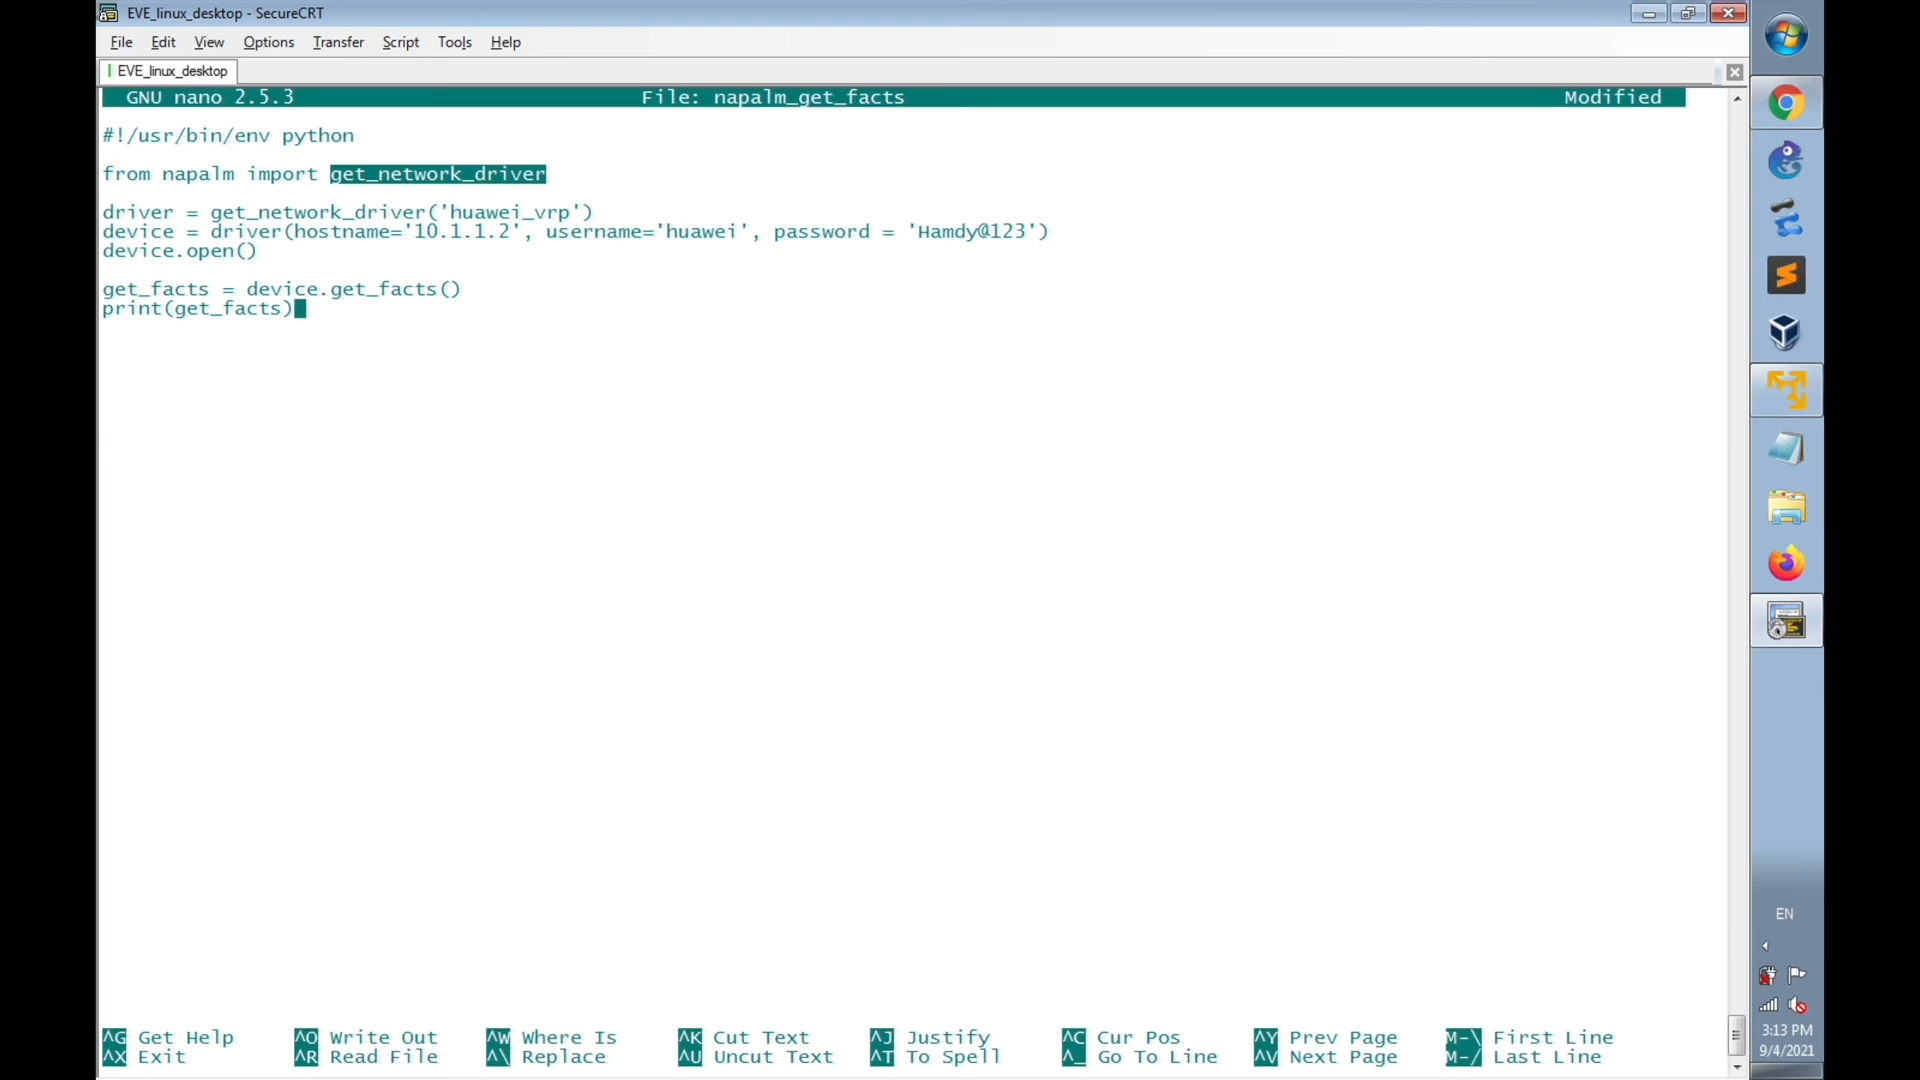 EVE_linux_desktop - SecureCRT
File Edit View Options Transfer Script Tools Help
EVE_linux_desktop
GNU nano 2.5.3 File: napalm_get_facts Modified
#!/usr/bin/env python
from napalm import get_network_driver
driver = get_network_driver('huawei_vrp')
device = driver(hostname='10.1.1.2', username='huawei', password = 'Hamdy@123')
device.open()
get_facts = device.get_facts()
print(get_facts)
^G Get Help ^O Write Out ^W Where Is ^K Cut Text ^J Justify ^C Cur Pos ^Y Prev Page M-\ First Line
^X Exit ^R Read File ^\ Replace ^U Uncut Text ^T To Spell ^_ Go To Line ^V Next Page M-/ Last Line
EN
3:13 PM
9/4/2021